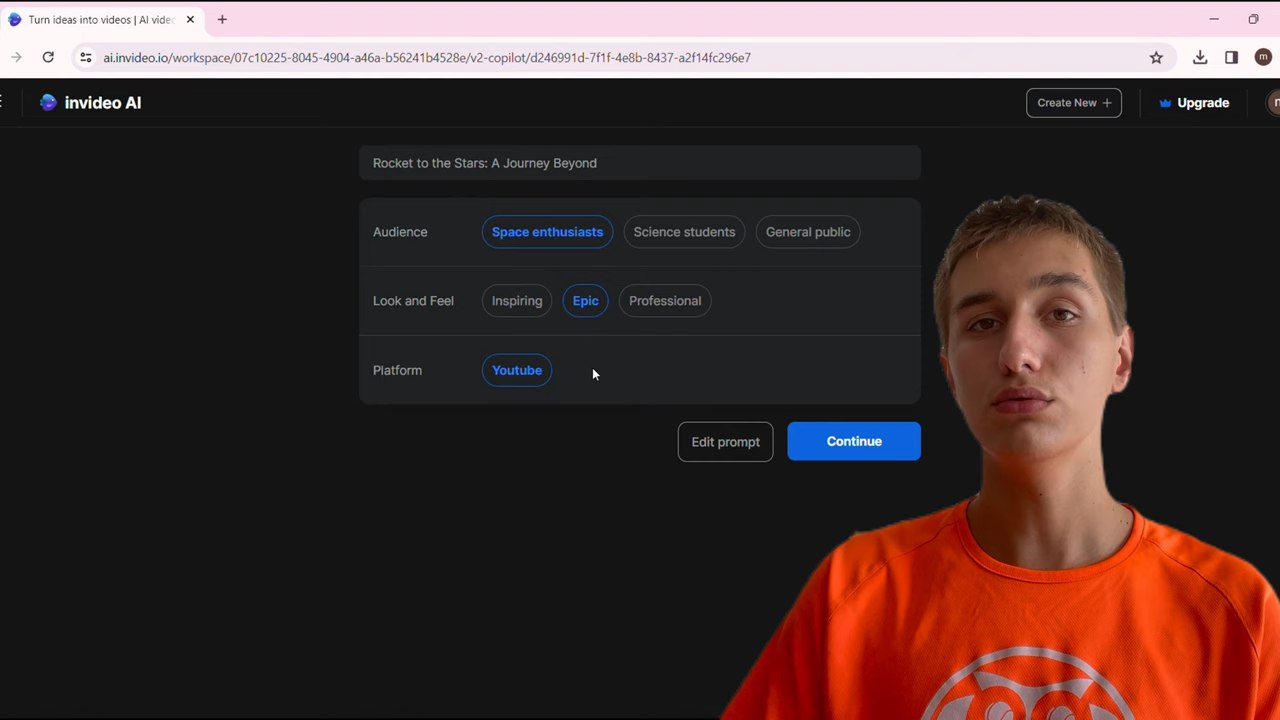 Turn ideas into videos | AI vide
ai.invideo.io/workspace/07c10225-8045-4904-a46a-b56241b4528e/v2-copilot/d246991d-7f1f-4e8b-8437-a2f14fc296e7
m
invideo AI
Create New +
Upgrade
Rocket to the Stars: A Journey Beyond
Audience Space enthusiasts Science students General public
Look and Feel Inspiring Epic Professional
Platform Youtube
Edit prompt Continue